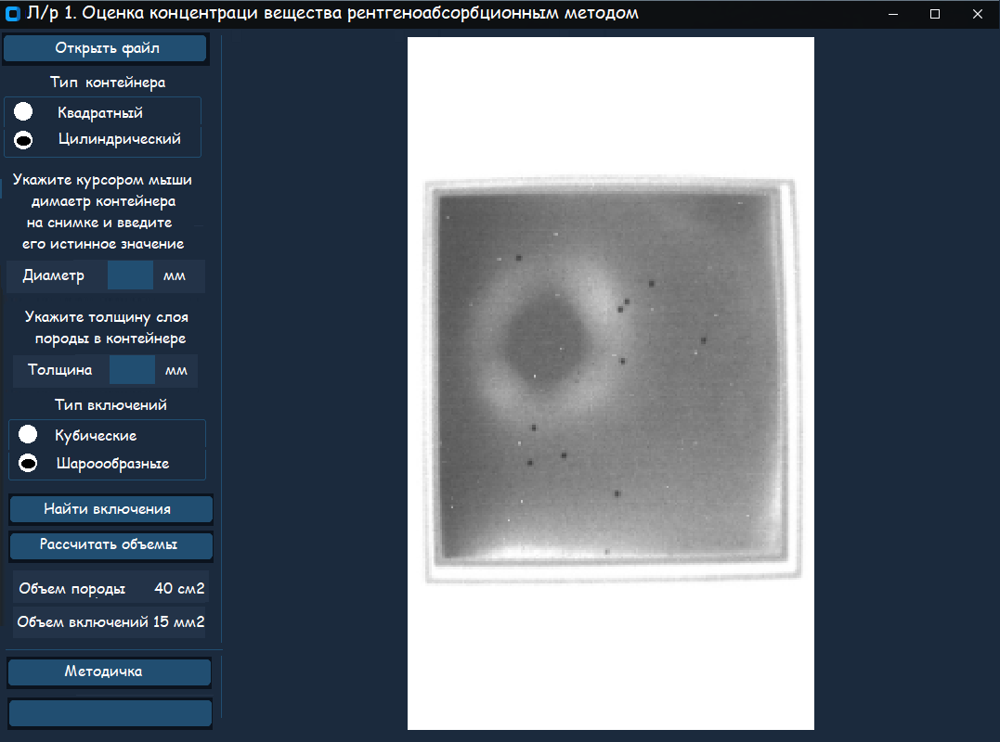 Л/р 1. Оценка концентраци вещества рентгеноабсорбционным методом
Открыть файл
Тип контейнера
Квадратный
Цилиндрический
Укажите курсором мыши
димаетр контейнера
на снимке и введите
его истинное значение
Диаметр мм
Укажите толщину слоя
породы в контейнере
Толщина мм
Тип включений
Кубические
Шароообразные
Найти включения
Рассчитать объемы
Объем породы 40 см2
Объем включений 15 мм2
Методичка